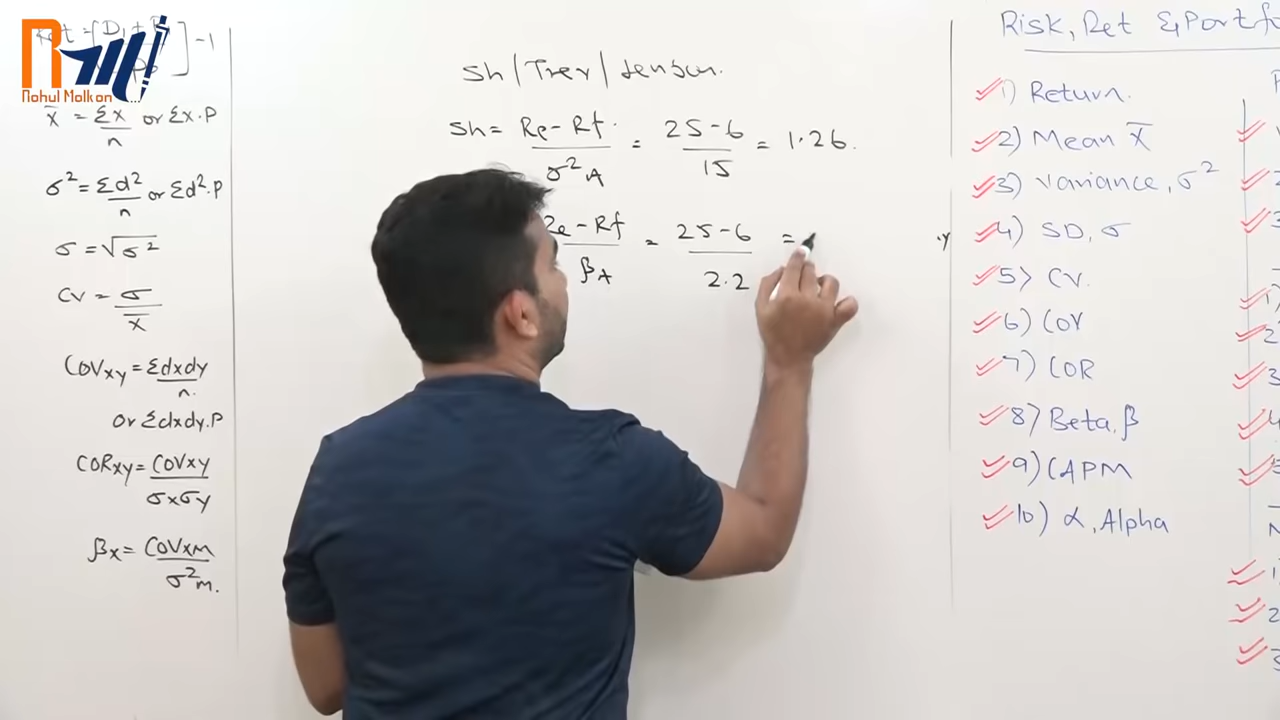 Rahul Malkan
-1
x̄ = Σx/n or Σx.P
σ² = Σd²/n or Σd².P
σ = √σ²
CV = σ/x̄
COVxy = Σdxdy/n.
or Σdxdy.P
CORxy = COVxy/σxσy
βx = COVxM/σ²m.
Sh/Trey/Jensen.
Sh = Re - Rf/σ²A = 25-6/15 = 1.26.
Re - Rf/βA = 25-6/2.2 =
Risk, Ret & Portf
1) Return.
2) Mean x̄
3) Variance, σ²
4) SD, σ
5) CV.
6) COV
7) COR
8) Beta, β
9) CAPM
10) α, Alpha